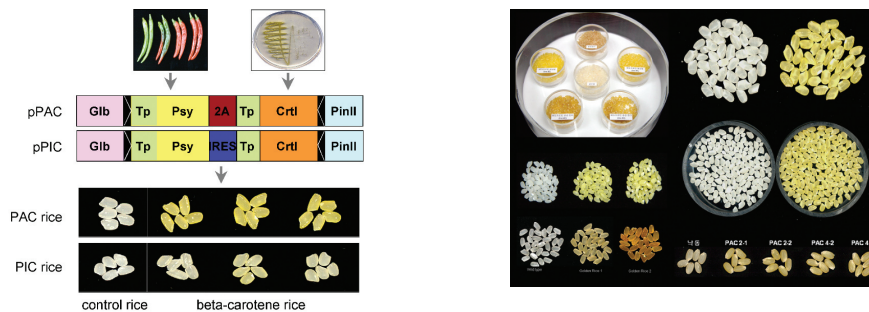 pPAC Glb Tp Psy 2A Tp CrtI PinII
pPIC Glb Tp Psy IRES Tp CrtI PinII
PAC rice
PIC rice
control rice beta-carotene rice
Wild type Golden Rice 1 Golden Rice 2
낙동 PAC 2-1 PAC 2-2 PAC 4-2 PAC 4